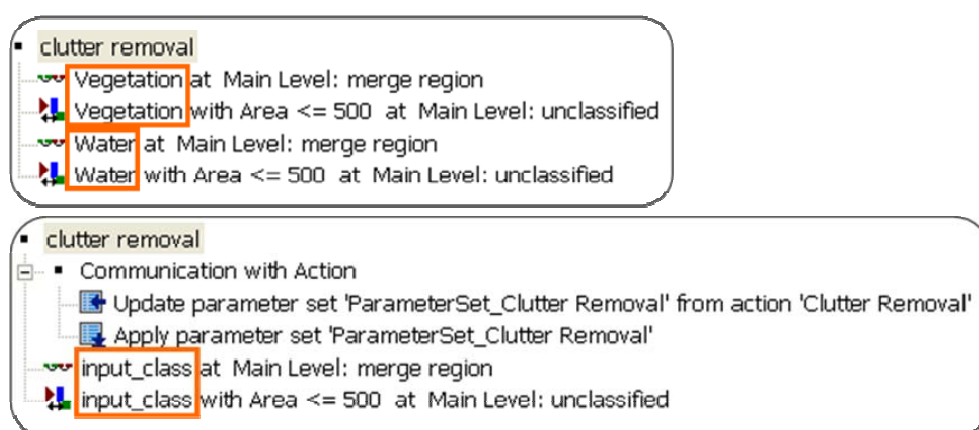 clutter removal
Vegetation at Main Level: merge region
Vegetation with Area <= 500 at Main Level: unclassified
Water at Main Level: merge region
Water with Area <= 500 at Main Level: unclassified
clutter removal
Communication with Action
Update parameter set 'ParameterSet_Clutter Removal' from action 'Clutter Removal'
Apply parameter set 'ParameterSet_Clutter Removal'
input_class at Main Level: merge region
input_class with Area <= 500 at Main Level: unclassified